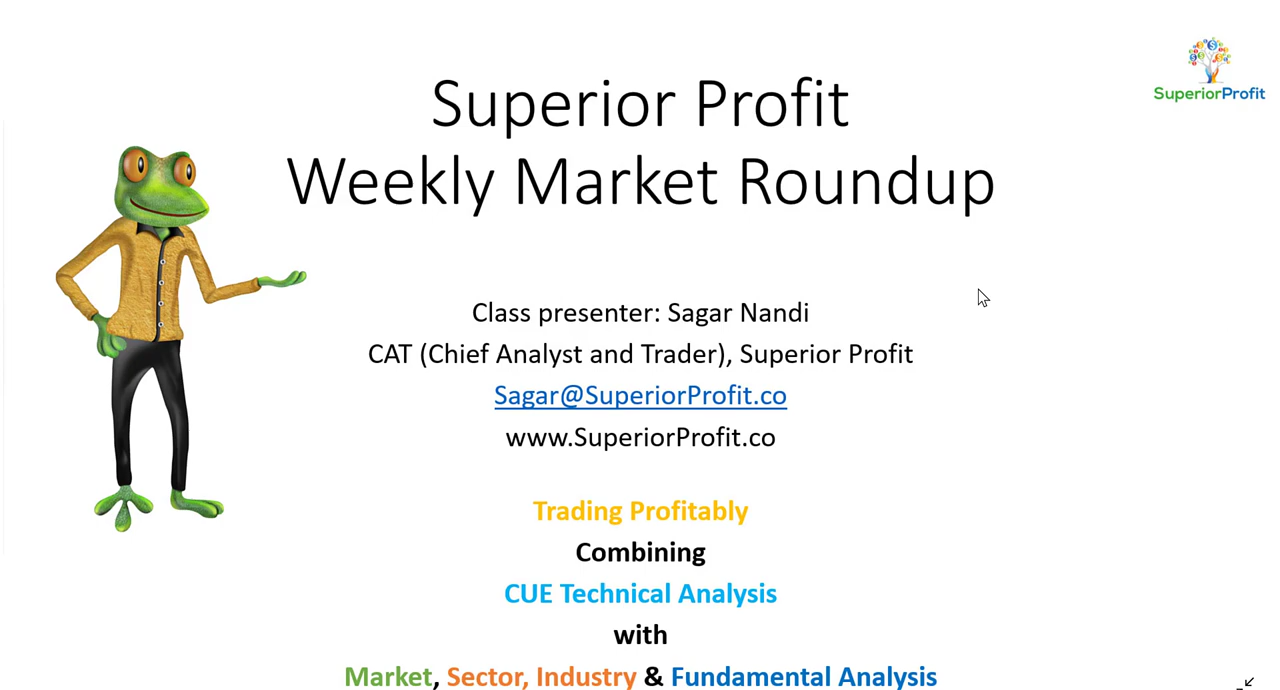 SuperiorProfit
Superior Profit
Weekly Market Roundup
Class presenter: Sagar Nandi
CAT (Chief Analyst and Trader), Superior Profit
Sagar@SuperiorProfit.co
www.SuperiorProfit.co
Trading Profitably
Combining
CUE Technical Analysis
with
Market, Sector, Industry & Fundamental Analysis